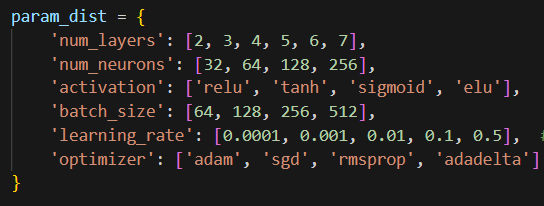 param_dist = {
'num_layers': [2, 3, 4, 5, 6, 7],
'num_neurons': [32, 64, 128, 256],
'activation': ['relu', 'tanh', 'sigmoid', 'elu'],
'batch_size': [64, 128, 256, 512],
'learning_rate': [0.0001, 0.001, 0.01, 0.1, 0.5], #
'optimizer': ['adam', 'sgd', 'rmsprop', 'adadelta']
}